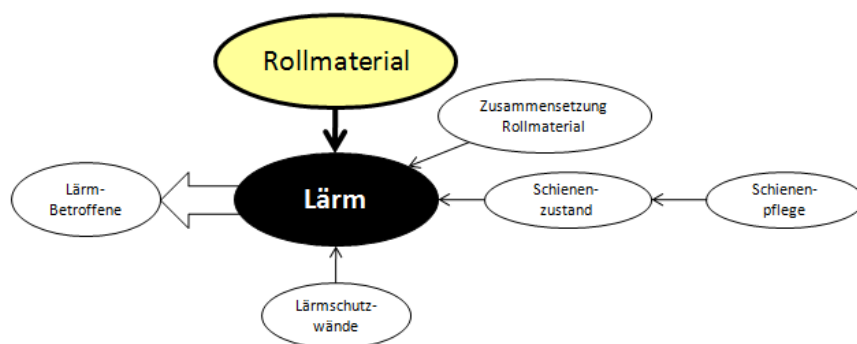 Rollmaterial
Zusammensetzung
Rollmaterial
Lärm-
Betroffene
Lärm
Schienen-
zustand
Schienen-
pflege
Lärmschutz-
wände